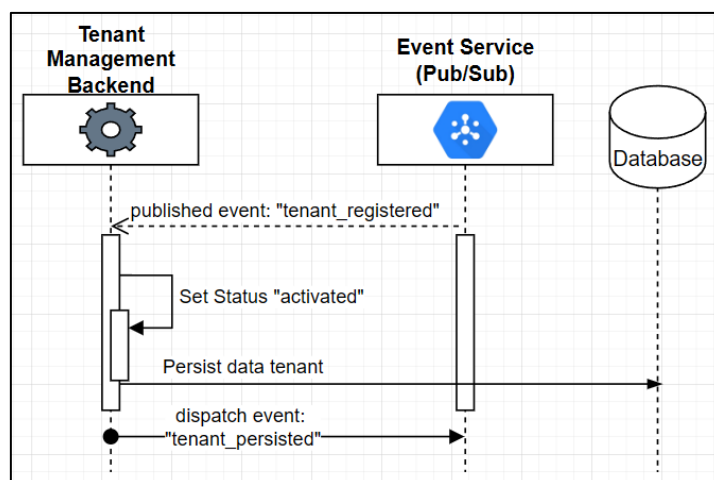 Tenant
Management
Backend
Event Service
(Pub/Sub)
Database
published event: "tenant_registered"
Set Status "activated"
Persist data tenant
dispatch event:
"tenant_persisted"